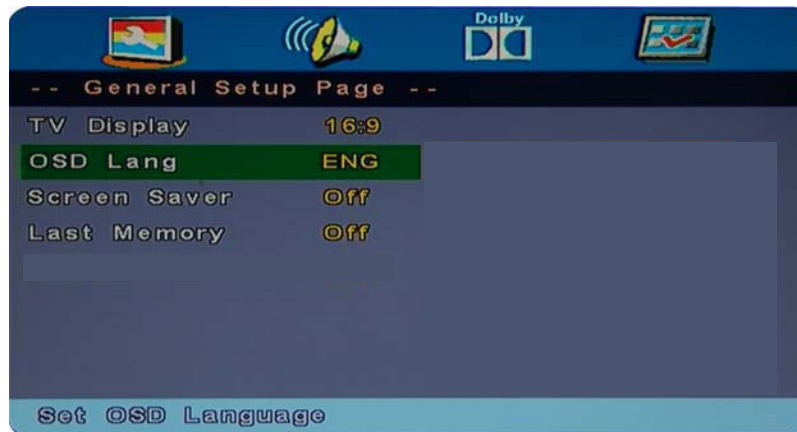 Dolby
-- General Setup Page --
TV Display 16:9
OSD Lang ENG
Screen Saver Off
Last Memory Off
Set OSD Language